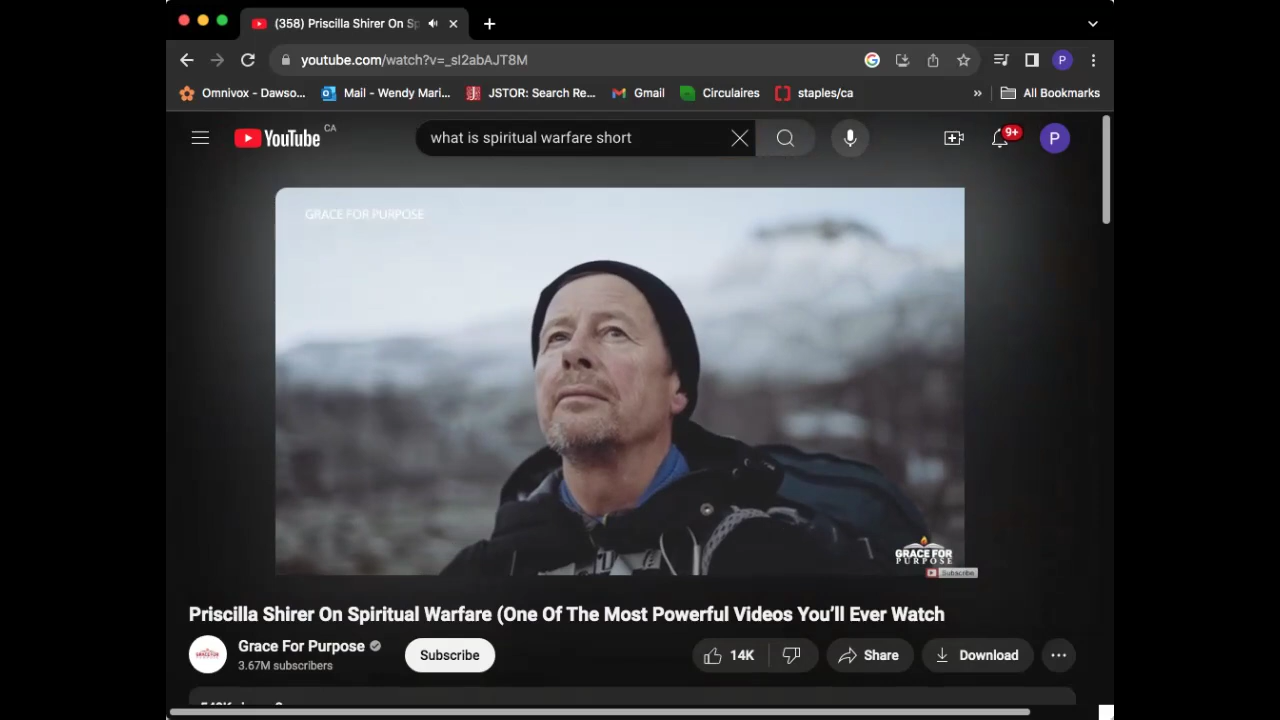 (358) Priscilla Shirer On Sp
youtube.com/watch?v=_sI2abAJT8M
P
Omnivox - Dawso...
Mail - Wendy Mari...
JSTOR: Search Re...
Gmail
Circulaires
staples/ca
»
All Bookmarks
YouTube CA
what is spiritual warfare short
9+
P
GRACE FOR PURPOSE
GRACE FOR
PURPOSE
Subscribe
Priscilla Shirer On Spiritual Warfare (One Of The Most Powerful Videos You'll Ever Watch
Grace For Purpose
3.67M subscribers
Subscribe
14K
Share
Download